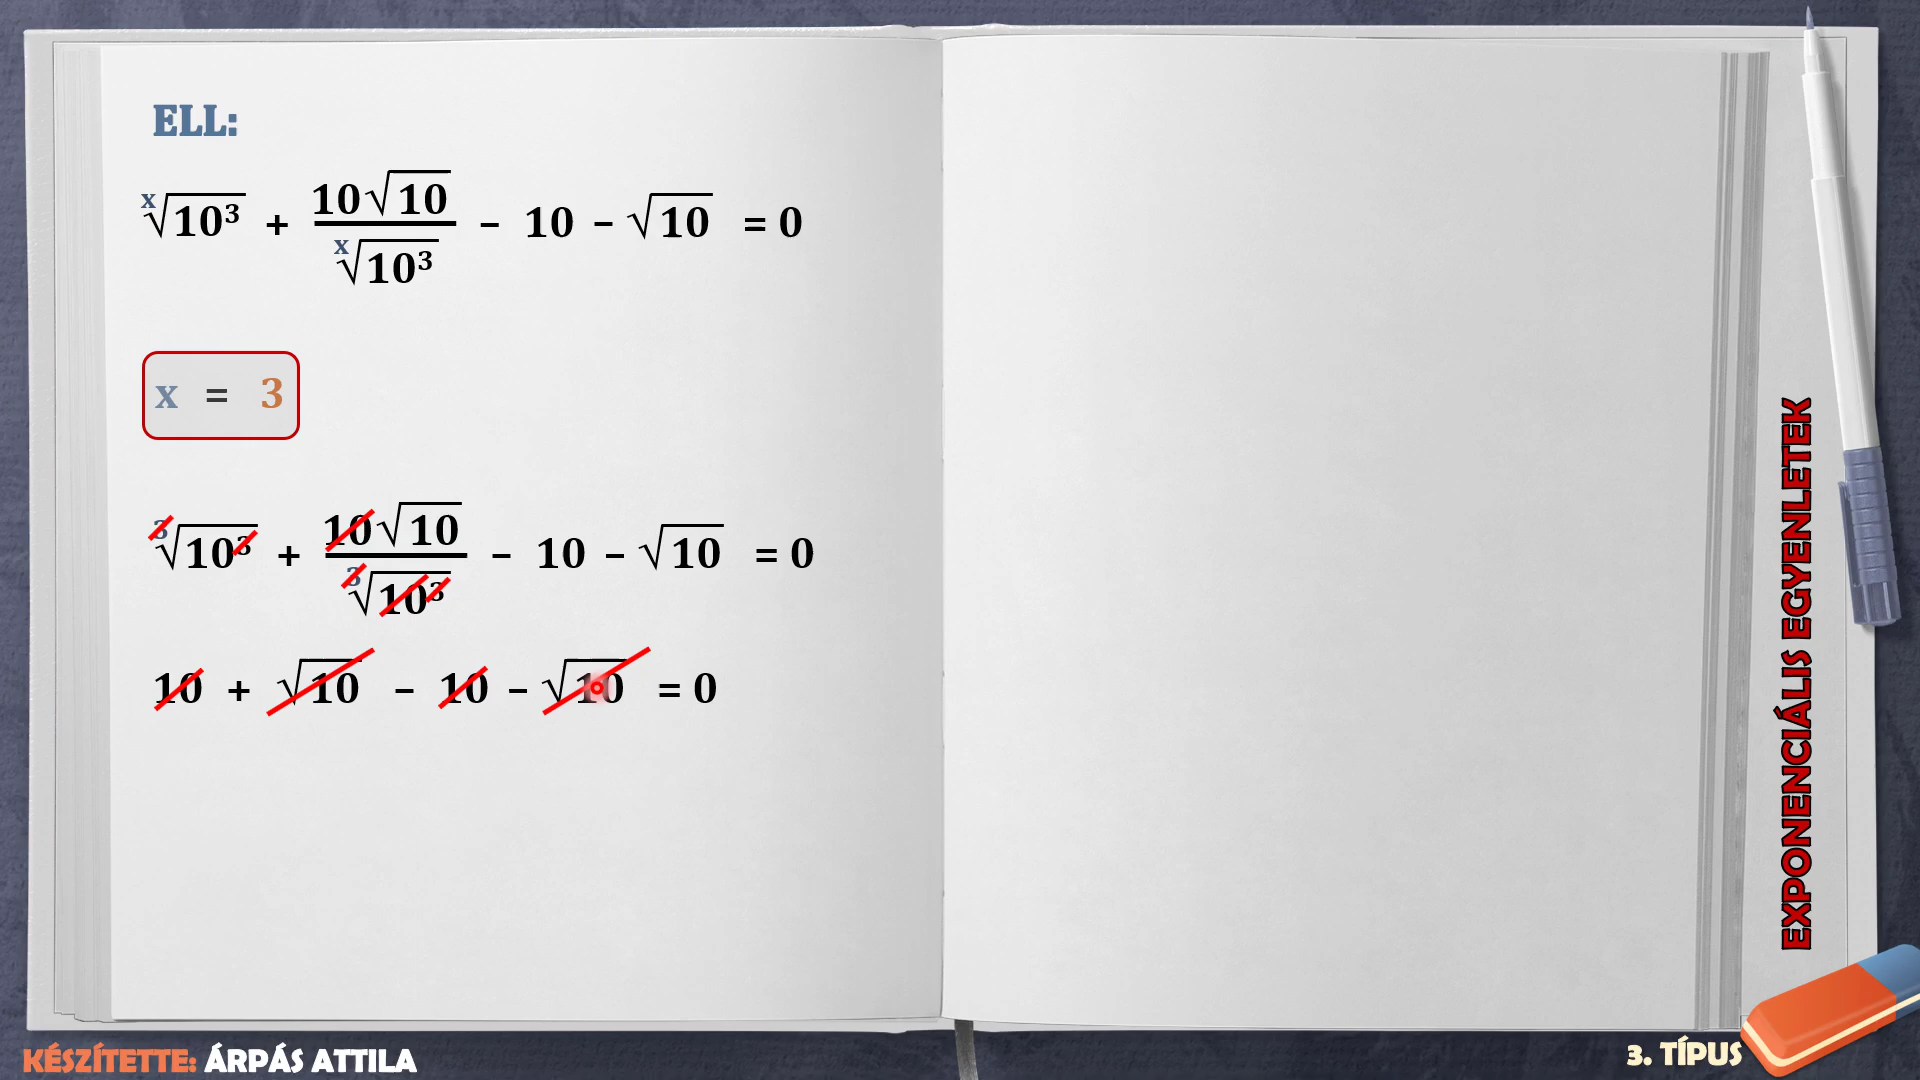 ELL:
ˣ√10³ + 10√10 / ˣ√10³ – 10 – √10 = 0
x = 3
³√10³ + 10√10 / ³√10³ – 10 – √10 = 0
10 + √10 – 10 – √10 = 0
EXPONENCIÁLIS EGYENLETEK
KÉSZÍTETTE: ÁRPÁS ATTILA
3. TÍPUS